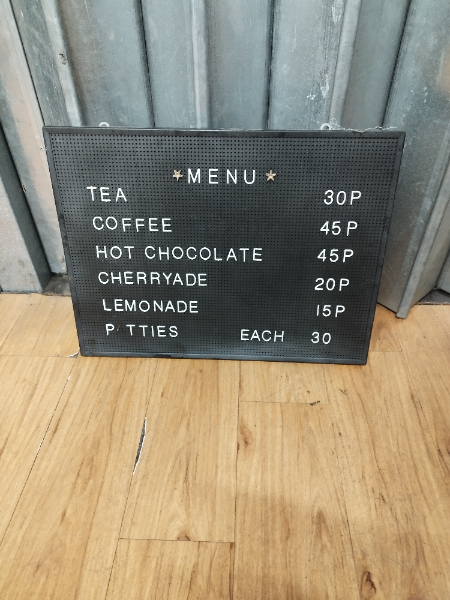 MENU
TEA 30P
COFFEE 45P
HOT CHOCOLATE 45P
CHERRYADE 20P
LEMONADE 15P
P TTIES EACH 30